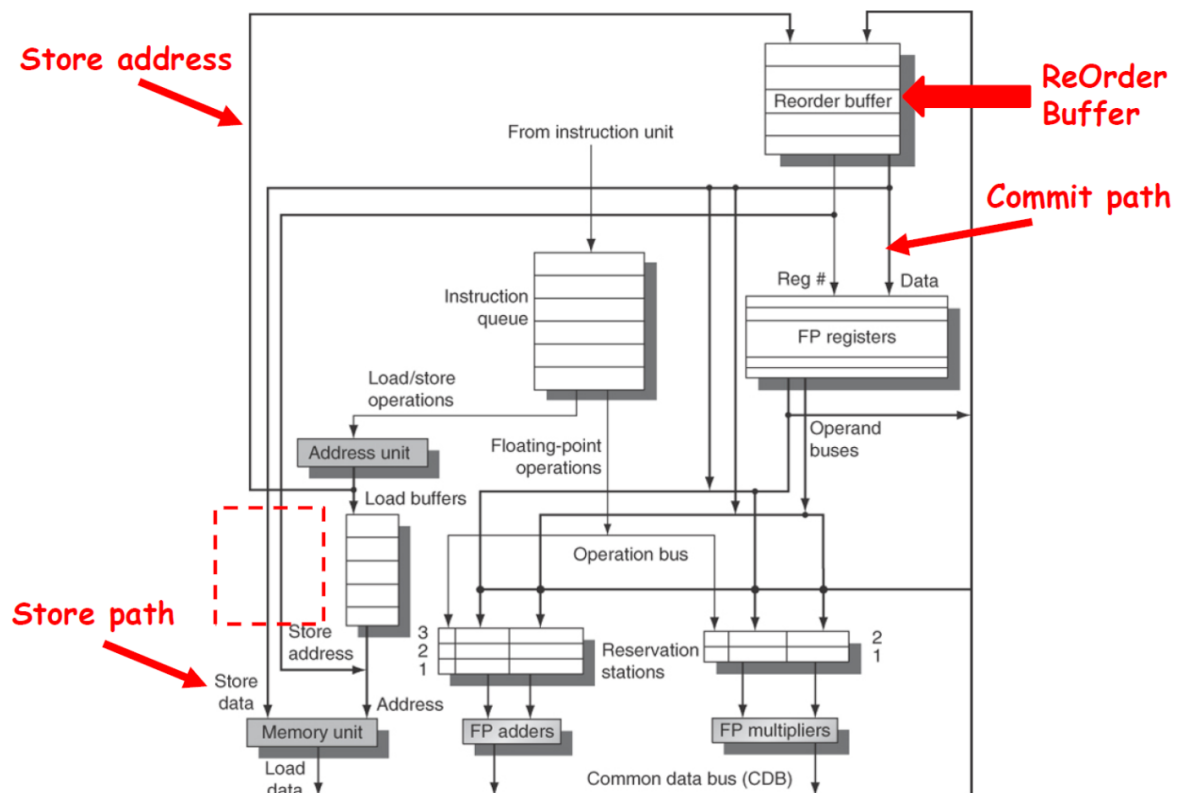 Store address
Reorder buffer
ReOrder
Buffer
From instruction unit
Commit path
Reg #
Data
Instruction
queue
FP registers
Load/store
operations
Operand
buses
Address unit
Floating-point
operations
Load buffers
Operation bus
Store path
Store
address
3
2
1
Reservation
stations
2
1
Store
data
Address
Memory unit
FP adders
FP multipliers
Load
data
Common data bus (CDB)